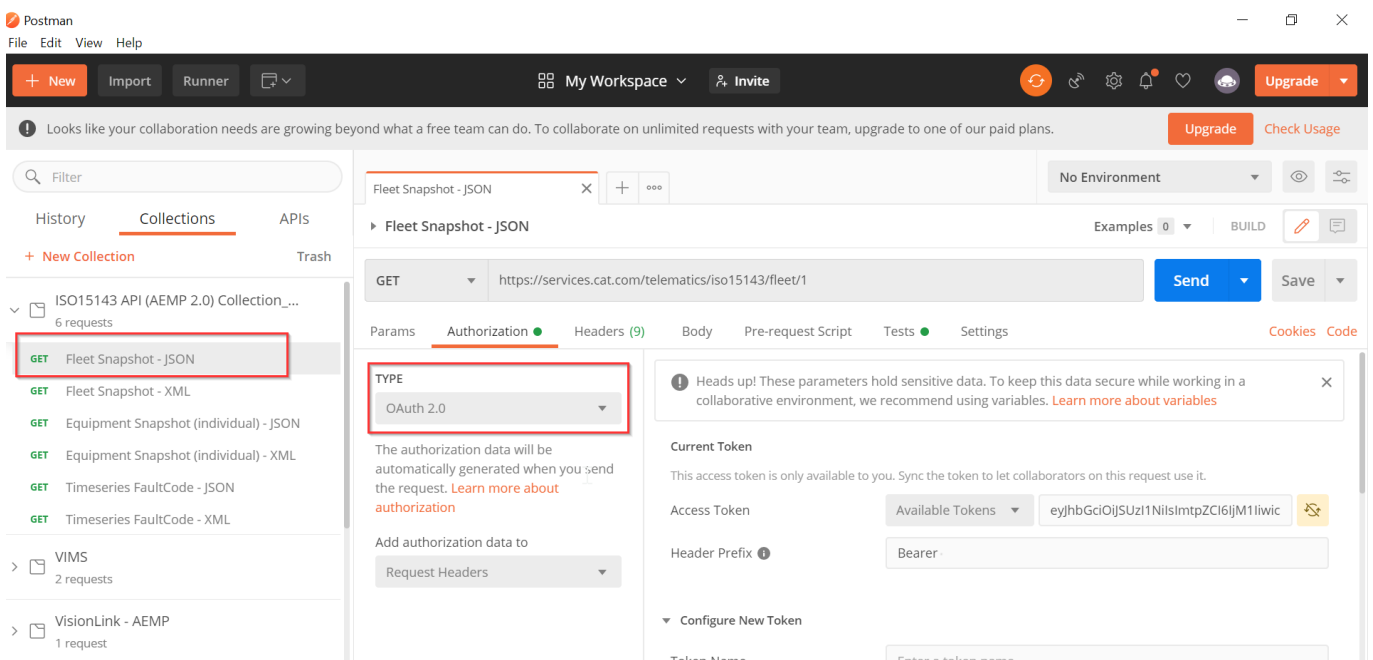 Postman
File Edit View Help
+ New Import Runner My Workspace Invite Upgrade
Looks like your collaboration needs are growing beyond what a free team can do. To collaborate on unlimited requests with your team, upgrade to one of our paid plans. Upgrade Check Usage
Filter
History Collections APIs
+ New Collection Trash
ISO15143 API (AEMP 2.0) Collection_...
6 requests
GET Fleet Snapshot - JSON
GET Fleet Snapshot - XML
GET Equipment Snapshot (individual) - JSON
GET Equipment Snapshot (individual) - XML
GET Timeseries FaultCode - JSON
GET Timeseries FaultCode - XML
VIMS
2 requests
VisionLink - AEMP
1 request
Fleet Snapshot - JSON
No Environment
Fleet Snapshot - JSON Examples 0 BUILD
GET https://services.cat.com/telematics/iso15143/fleet/1 Send Save
Params Authorization Headers (9) Body Pre-request Script Tests Settings Cookies Code
TYPE
OAuth 2.0
The authorization data will be
automatically generated when you send
the request. Learn more about
authorization
Add authorization data to
Request Headers
Heads up! These parameters hold sensitive data. To keep this data secure while working in a
collaborative environment, we recommend using variables. Learn more about variables
Current Token
This access token is only available to you. Sync the token to let collaborators on this request use it.
Access Token Available Tokens
Header Prefix Bearer
Configure New Token
Token Name Enter a token name